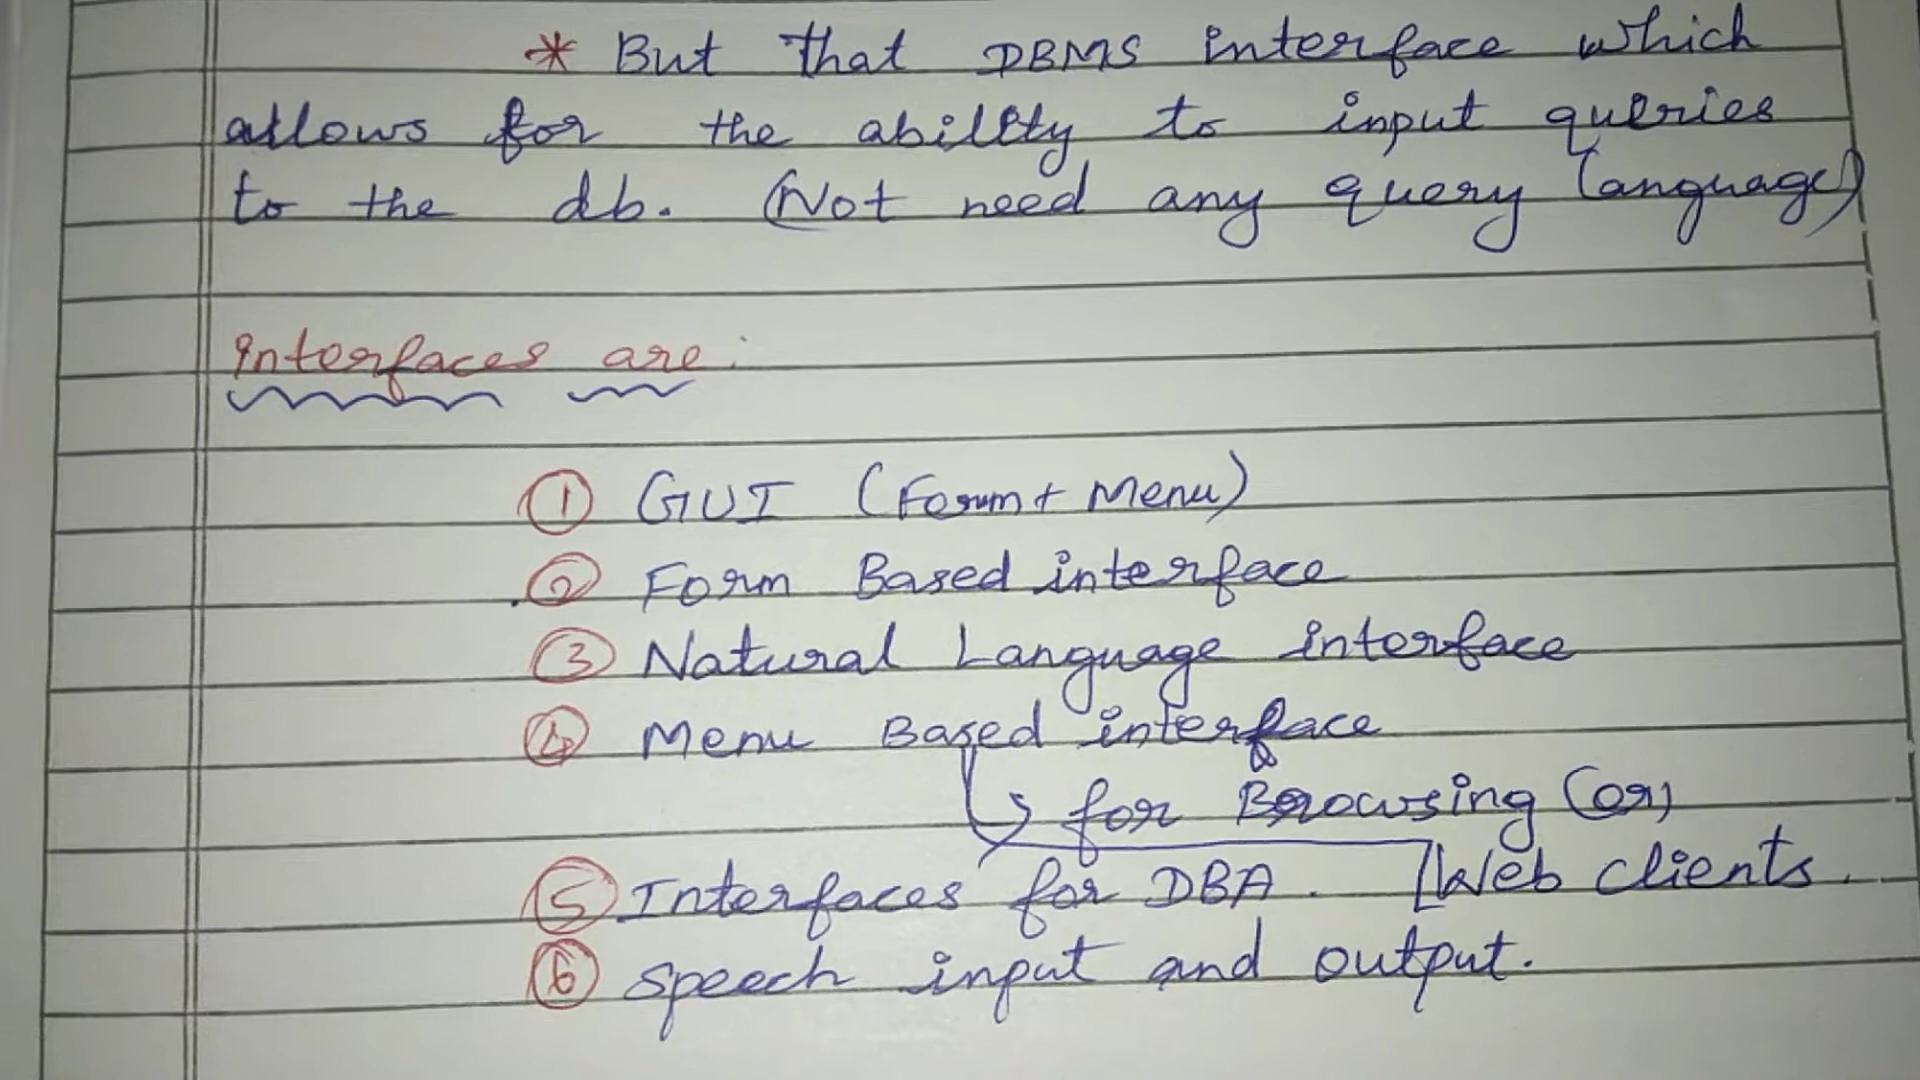 * But that DBMS interface which
allows for the ability to input queries
to the db. (Not need any query language)
Interfaces are:
① GUI (Form + Menu)
② Form Based interface
③ Natural Language interface
④ Menu Based interface
for Browsing (or)
⑤ Interfaces for DBA. [Web clients.
⑥ speech input and output.